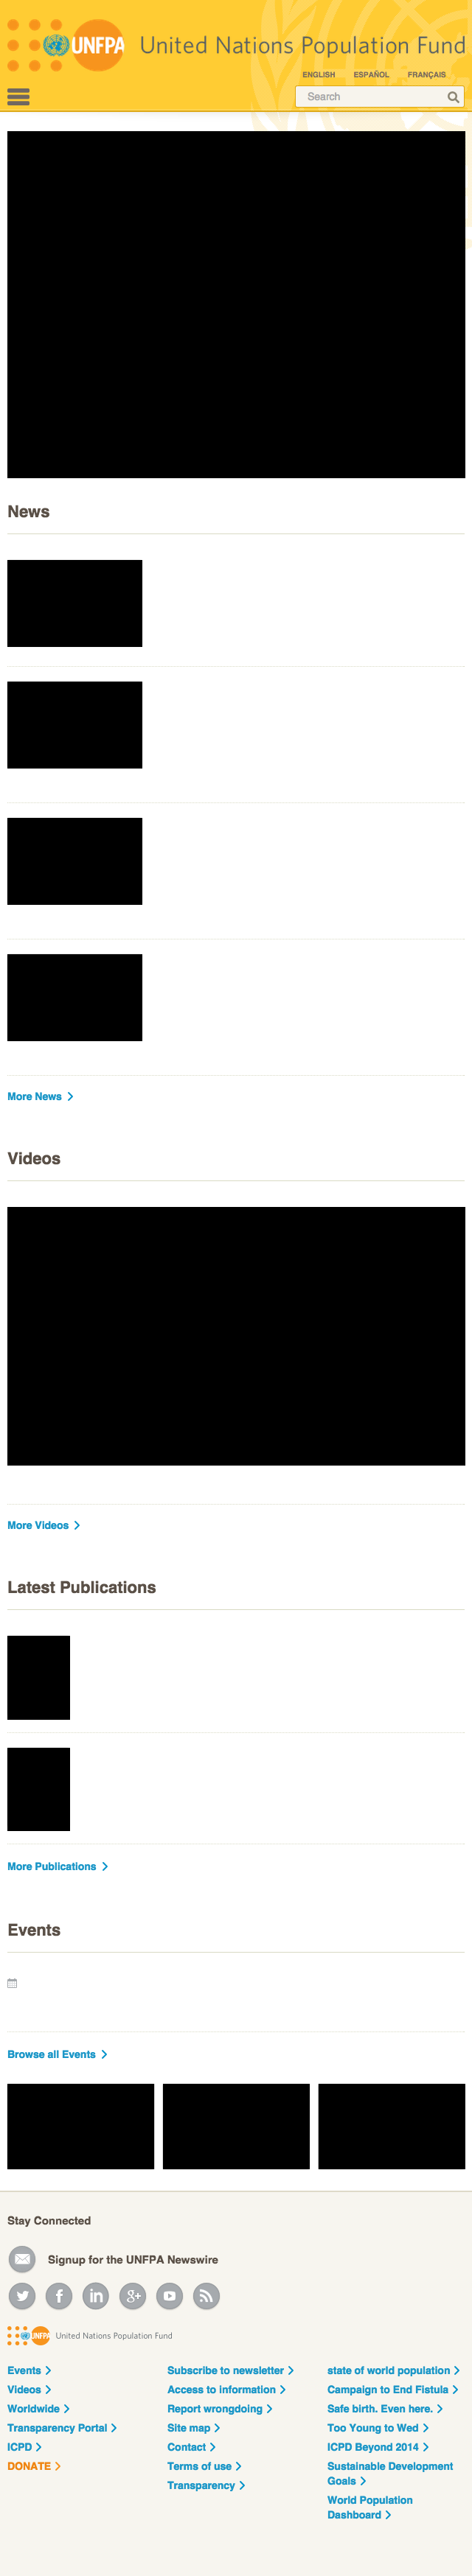 UNFPA
United Nations Population Fund
ENGLISH ESPAÑOL FRANÇAIS
Search
News
More News
Videos
More Videos
Latest Publications
More Publications
Events
Browse all Events
Stay Connected
Signup for the UNFPA Newswire
UNFPA United Nations Population Fund
Events
Videos
Worldwide
Transparency Portal
ICPD
DONATE
Subscribe to newsletter
Access to information
Report wrongdoing
Site map
Contact
Terms of use
Transparency
state of world population
Campaign to End Fistula
Safe birth. Even here.
Too Young to Wed
ICPD Beyond 2014
Sustainable Development
Goals
World Population
Dashboard